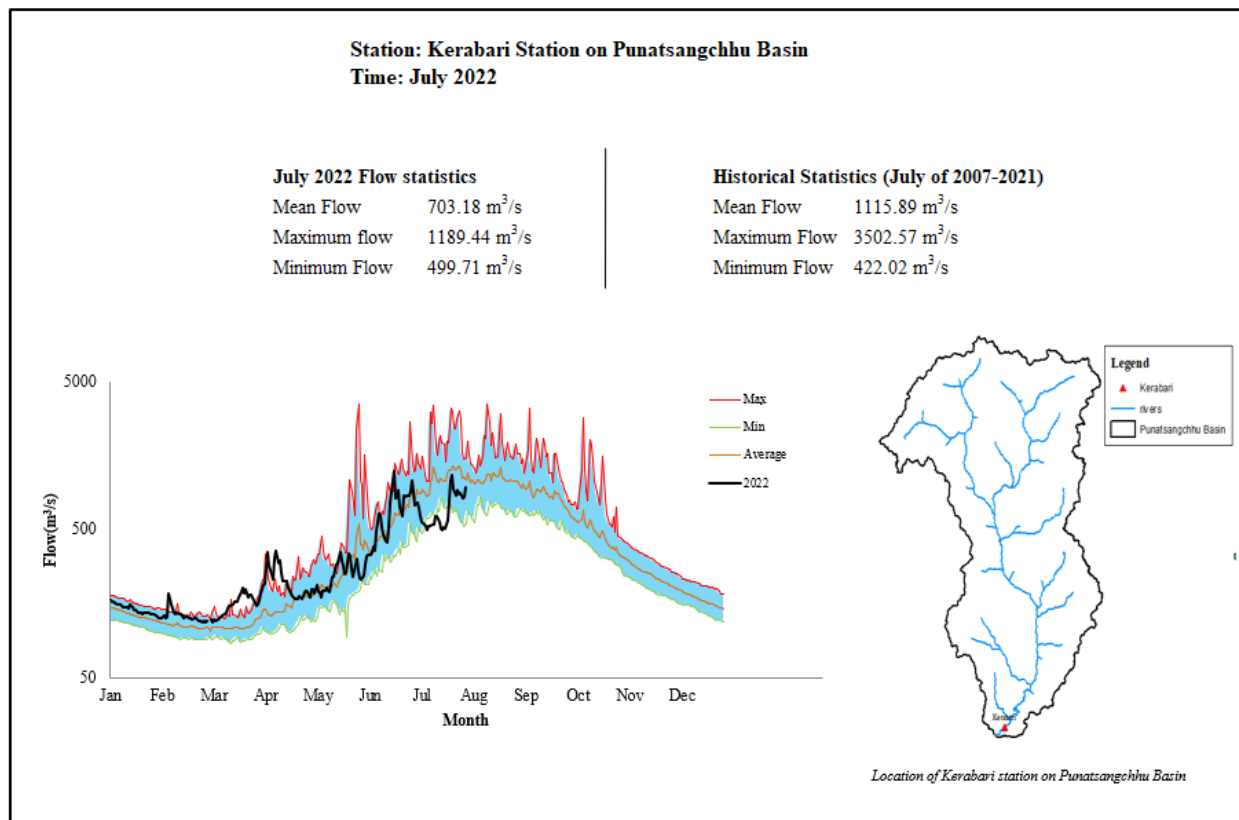 Station: Kerabari Station on Punatsangchhu Basin
Time: July 2022
July 2022 Flow statistics
Mean Flow 703.18 m³/s
Maximum flow 1189.44 m³/s
Minimum Flow 499.71 m³/s
Historical Statistics (July of 2007-2021)
Mean Flow 1115.89 m³/s
Maximum Flow 3502.57 m³/s
Minimum Flow 422.02 m³/s
5000
500
50
Flow(m³/s)
Jan Feb Mar Apr May Jun Jul Aug Sep Oct Nov Dec
Month
Max
Min
Average
2022
Legend
Kerabari
rivers
Punatsangchhu Basin
Location of Kerabari station on Punatsangchhu Basin